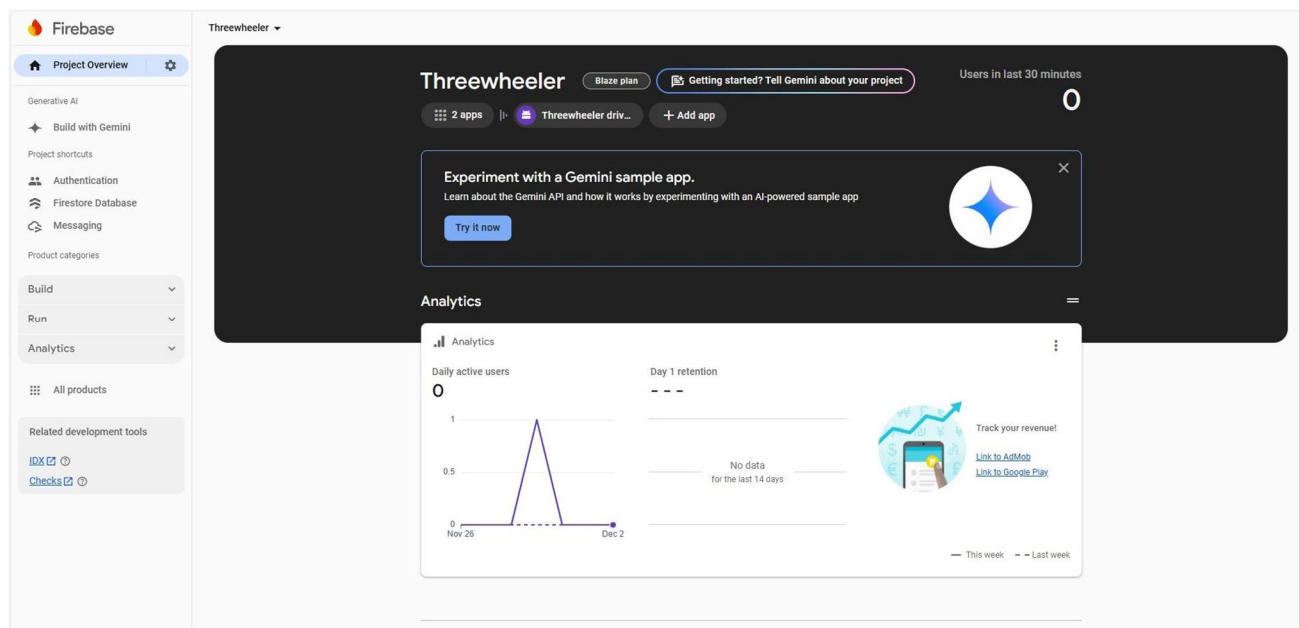 Firebase
Threewheeler
Project Overview
Generative AI
Build with Gemini
Project shortcuts
Authentication
Firestore Database
Messaging
Product categories
Build
Run
Analytics
All products
Related development tools
IDX
Checks
Threewheeler
Blaze plan
Getting started? Tell Gemini about your project
2 apps
Threewheeler driv...
+ Add app
Users in last 30 minutes
0
Experiment with a Gemini sample app.
Learn about the Gemini API and how it works by experimenting with an AI-powered sample app
Try it now
Analytics
Analytics
Daily active users
0
1
0.5
0
Nov 26
Dec 2
Day 1 retention
- - -
No data
for the last 14 days
Track your revenue!
Link to AdMob
Link to Google Play
This week
Last week